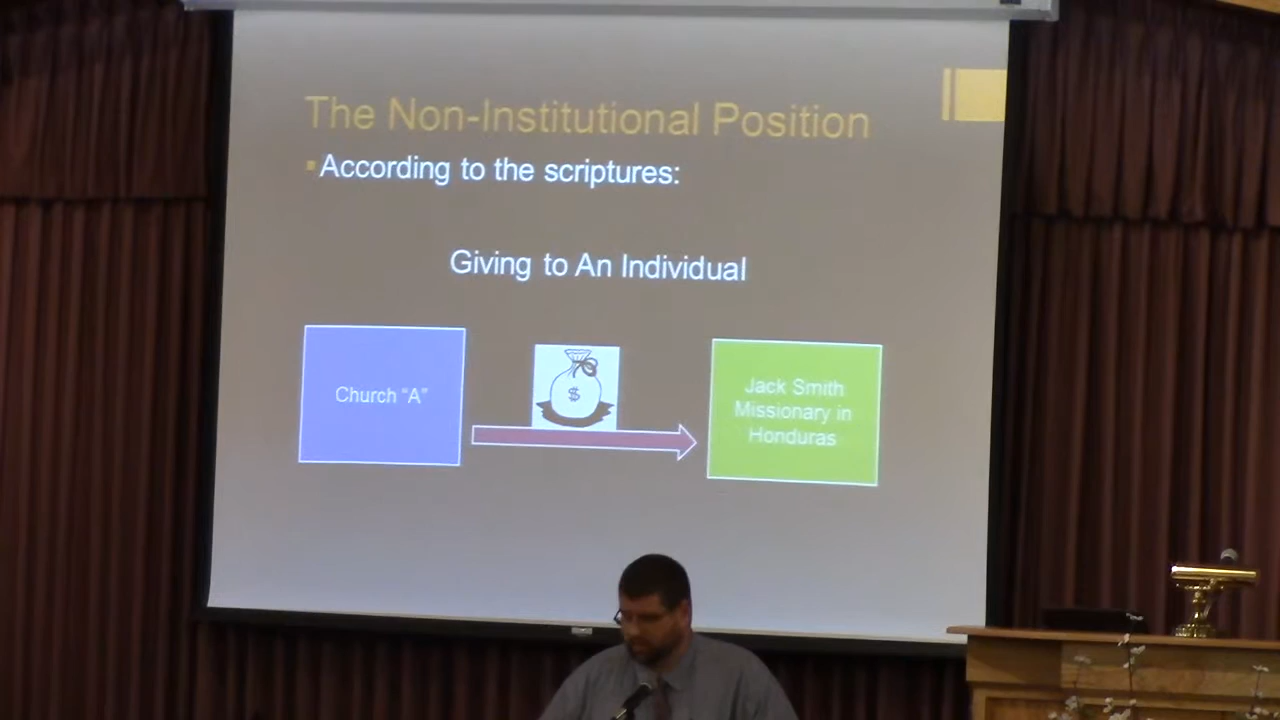 The Non-Institutional Position
According to the scriptures:
Giving to An Individual
Church "A"
$
Jack Smith
Missionary in
Honduras